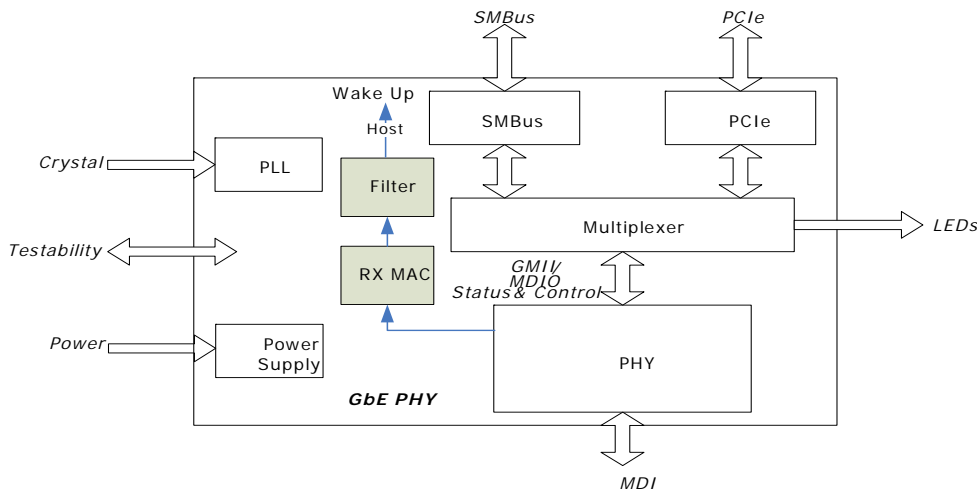 SMBus
PCIe
Wake Up
Host
SMBus
PCIe
Crystal
PLL
Filter
Multiplexer
LEDs
Testability
RX MAC
GMII/
MDIO
Status & Control
Power
Power
Supply
PHY
GbE PHY
MDI